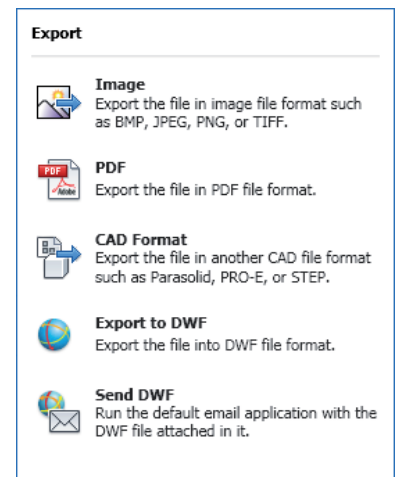 Export
Image
Export the file in image file format such
as BMP, JPEG, PNG, or TIFF.
PDF
PDF
Adobe
Export the file in PDF file format.
CAD Format
Export the file in another CAD file format
such as Parasolid, PRO-E, or STEP.
Export to DWF
Export the file into DWF file format.
Send DWF
Run the default email application with the
DWF file attached in it.